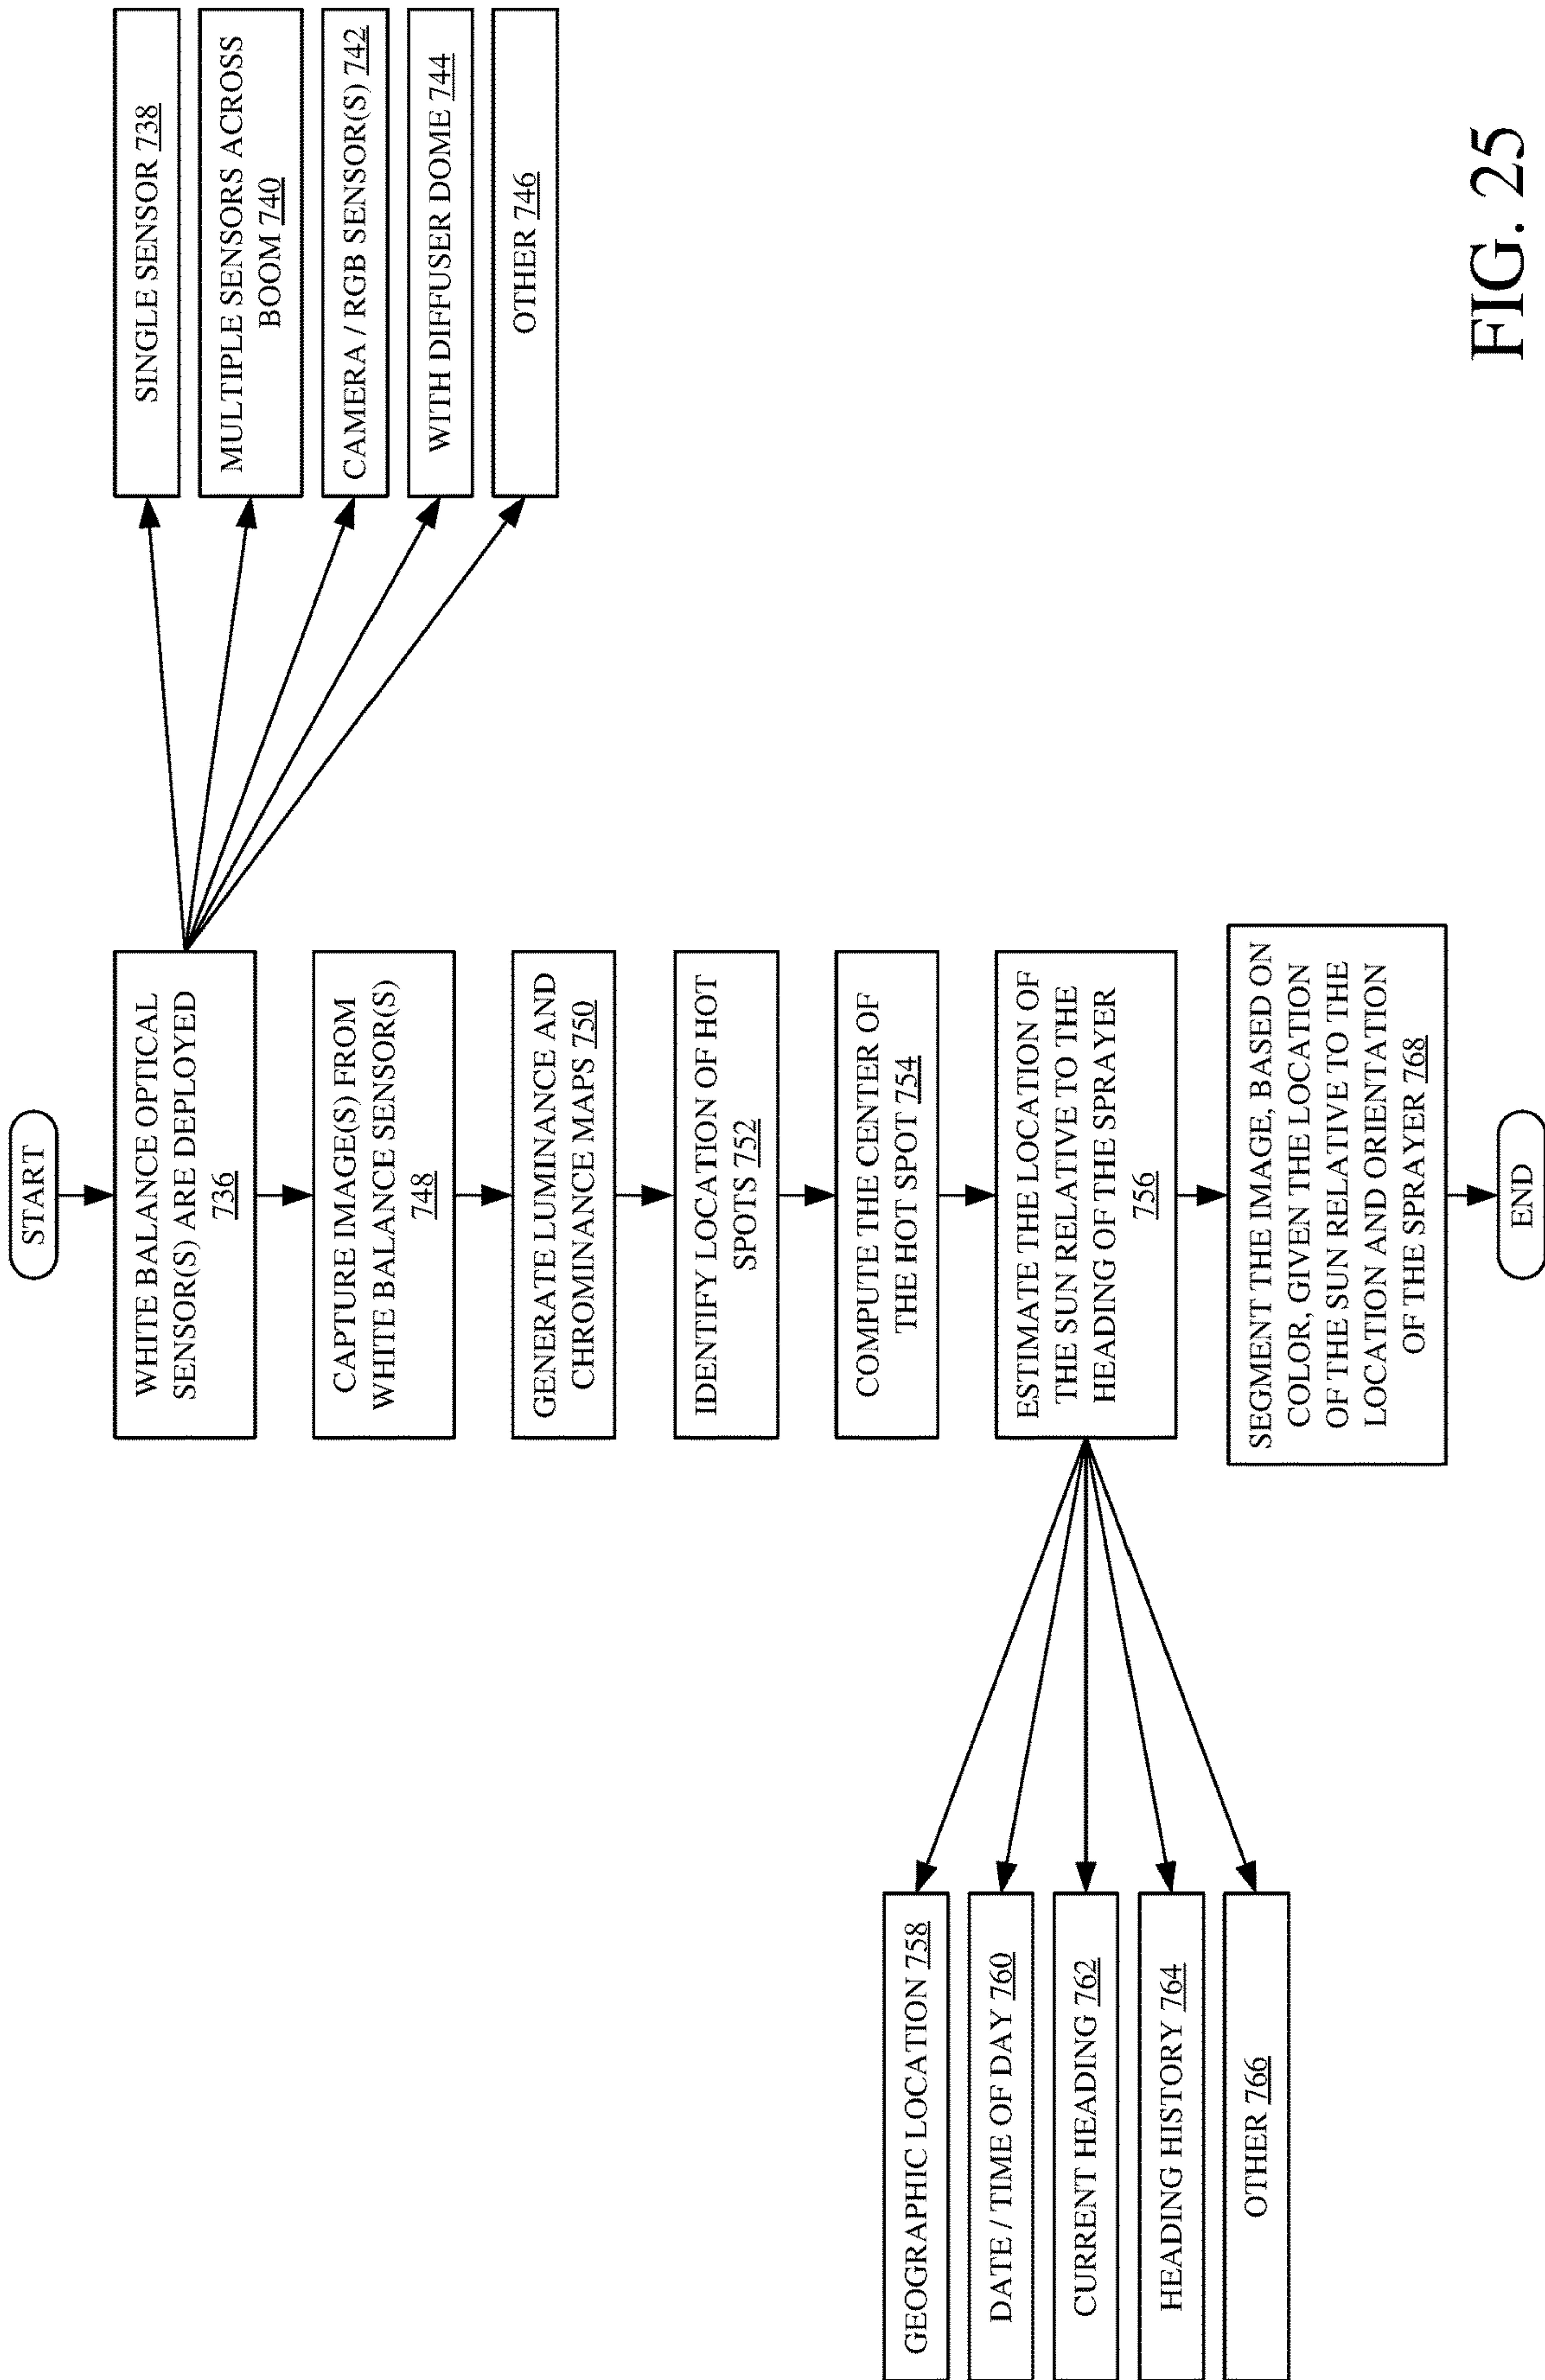 START
WHITE BALANCE OPTICAL
SENSOR(S) ARE DEPLOYED
736
SINGLE SENSOR 738
MULTIPLE SENSORS ACROSS
BOOM 740
CAMERA / RGB SENSOR(S) 742
WITH DIFFUSER DOME 744
OTHER 746
CAPTURE IMAGE(S) FROM
WHITE BALANCE SENSOR(S)
748
GENERATE LUMINANCE AND
CHROMINANCE MAPS 750
IDENTIFY LOCATION OF HOT
SPOTS 752
COMPUTE THE CENTER OF
THE HOT SPOT 754
ESTIMATE THE LOCATION OF
THE SUN RELATIVE TO THE
HEADING OF THE SPRAYER
756
GEOGRAPHIC LOCATION 758
DATE / TIME OF DAY 760
CURRENT HEADING 762
HEADING HISTORY 764
OTHER 766
SEGMENT THE IMAGE, BASED ON
COLOR, GIVEN THE LOCATION
OF THE SUN RELATIVE TO THE
LOCATION AND ORIENTATION
OF THE SPRAYER 768
END
FIG. 25